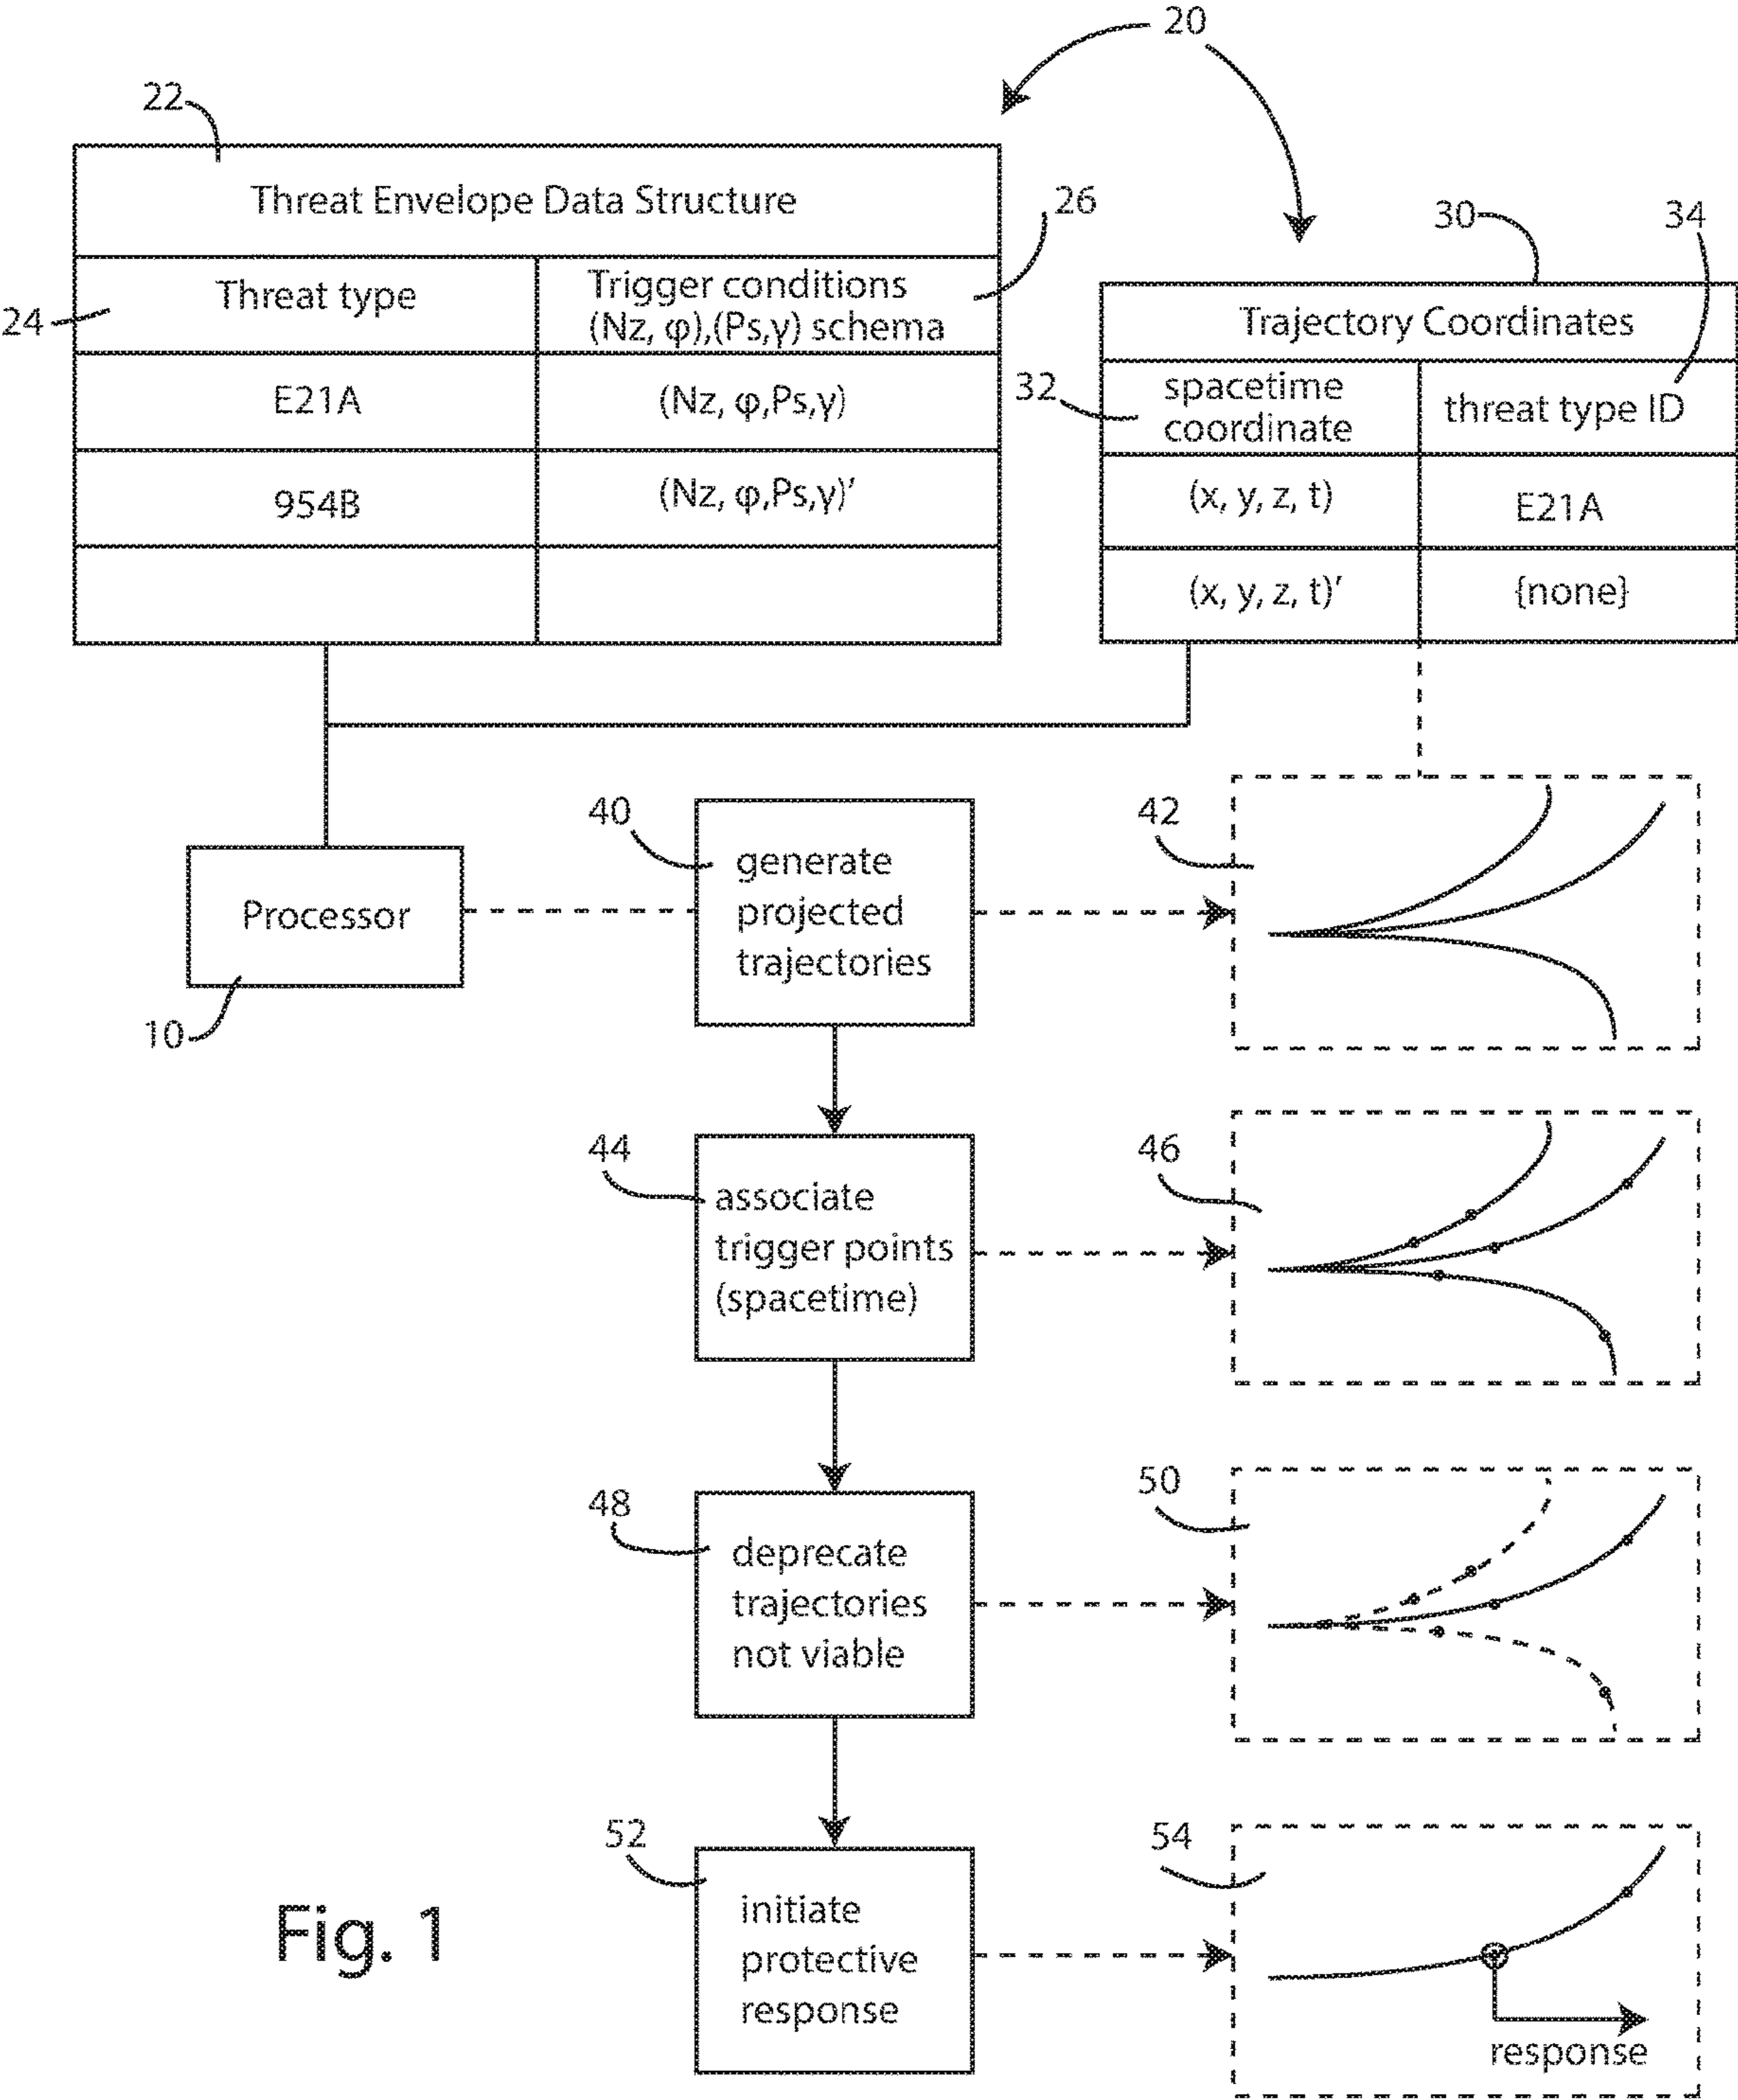 20
22
Threat Envelope Data Structure
26
30
34
24
Threat type
Trigger conditions
(Nz, φ),(Ps,γ) schema
Trajectory Coordinates
E21A
(Nz, φ,Ps,γ)
32
spacetime
coordinate
threat type ID
954B
(Nz, φ,Ps,γ)′
(x, y, z, t)
E21A
(x, y, z, t)′
{none}
Processor
10
40
generate
projected
trajectories
42
44
associate
trigger points
(spacetime)
46
48
deprecate
trajectories
not viable
50
52
initiate
protective
response
54
response
Fig. 1